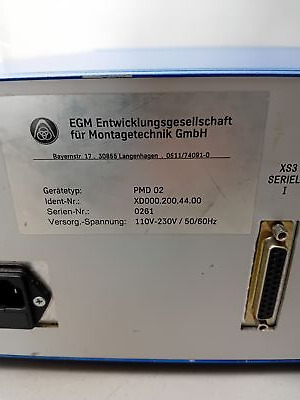 EGM Entwicklungsgesellschaft
für Montagetechnik GmbH
Bayernstr. 17 . 30855 Langenhagen . 0511/74091-0
Gerätetyp: PMD 02
Ident-Nr.: XD000.200.44.00
Serien-Nr.: 0261
Versorg.-Spannung: 110V-230V / 50/60Hz
XS3
SERIEL
I